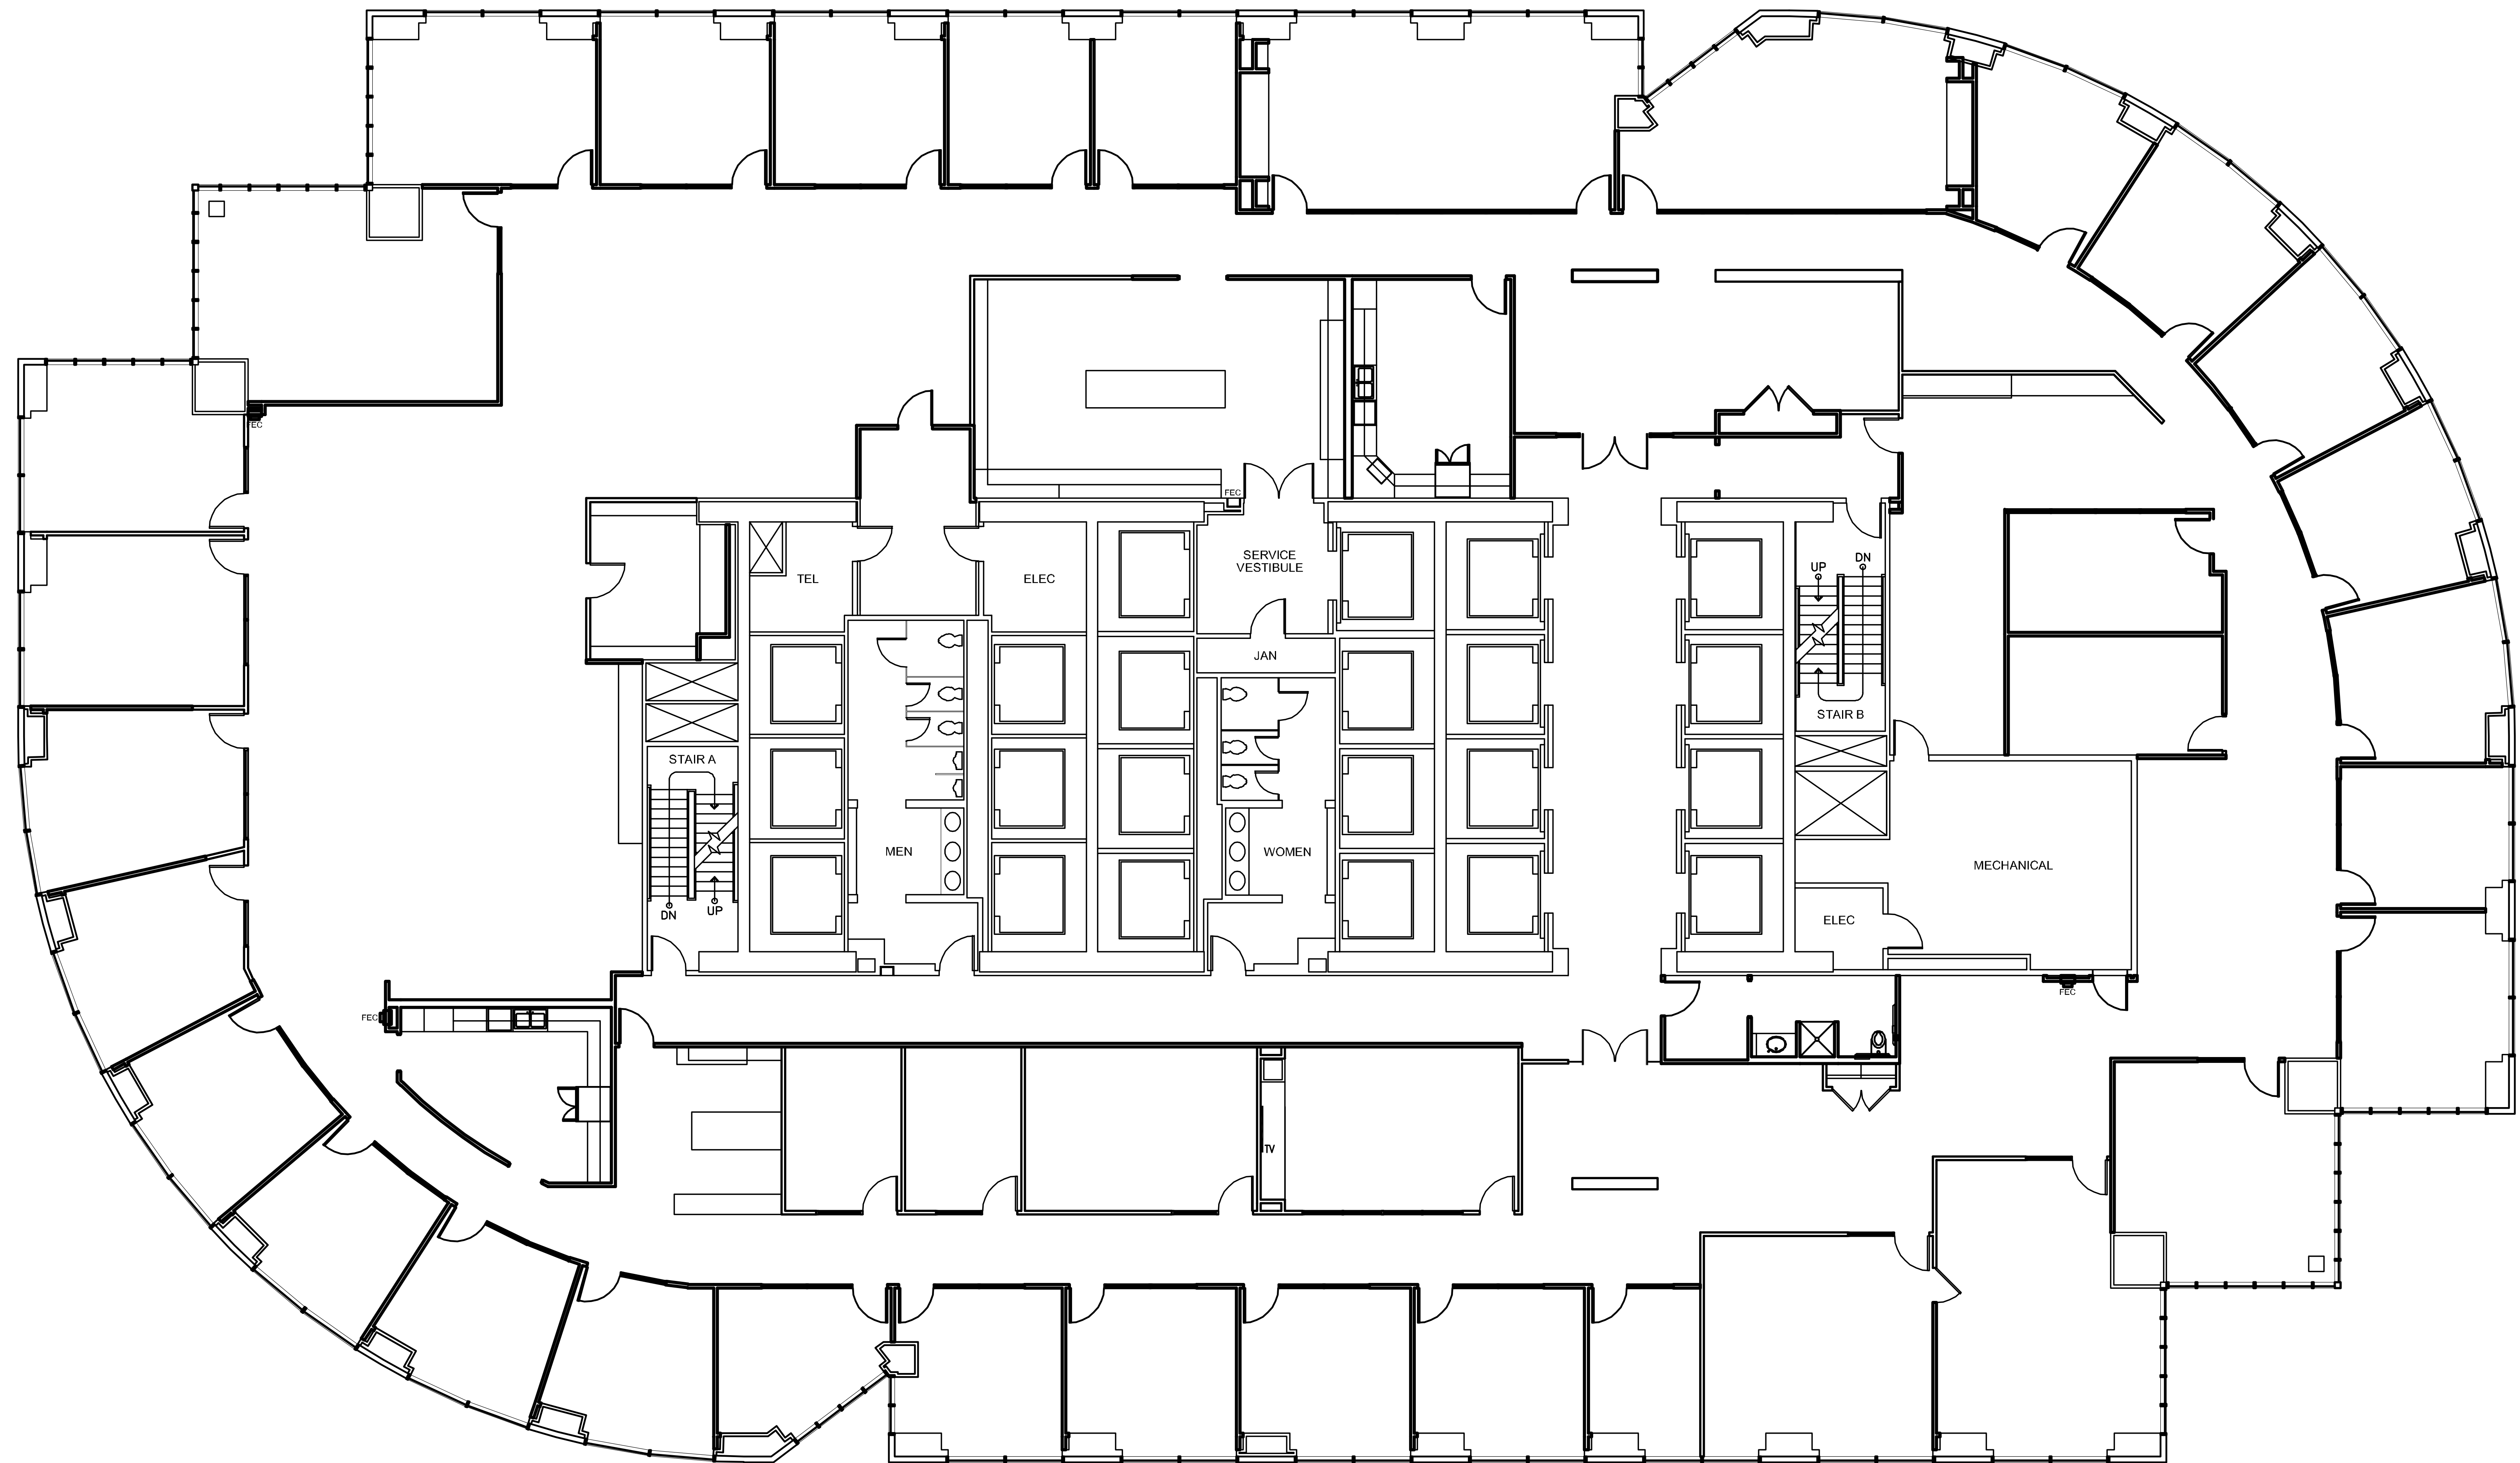 FEC
FEC
SERVICE
VESTIBULE
TEL
ELEC
UP
DN
JAN
STAIR B
STAIR A
MEN
WOMEN
MECHANICAL
DN
UP
ELEC
FEC
FEC
TV